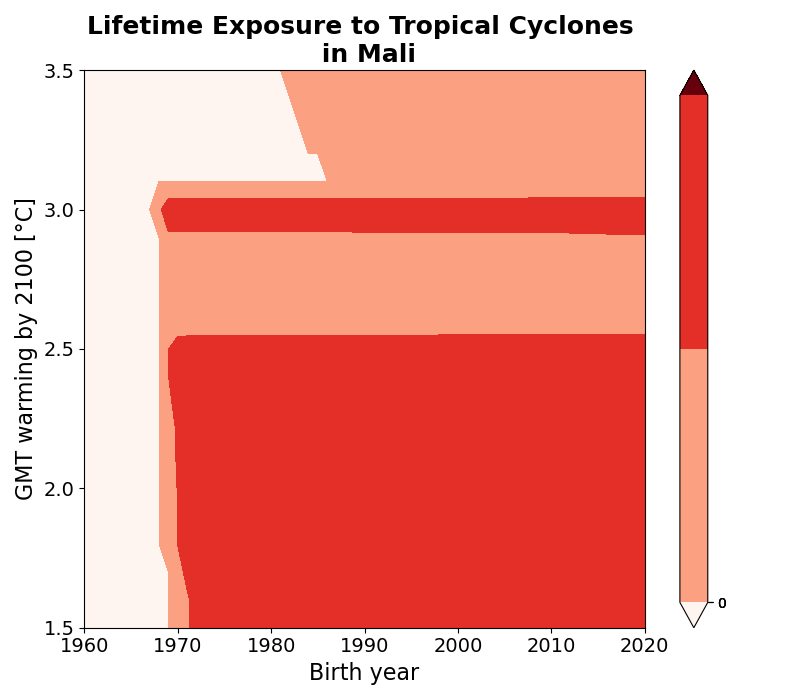 Lifetime Exposure to Tropical Cyclones
in Mali
3.5
3.0
2.5
2.0
1.5
GMT warming by 2100 [°C]
1960 1970 1980 1990 2000 2010 2020
Birth year
0